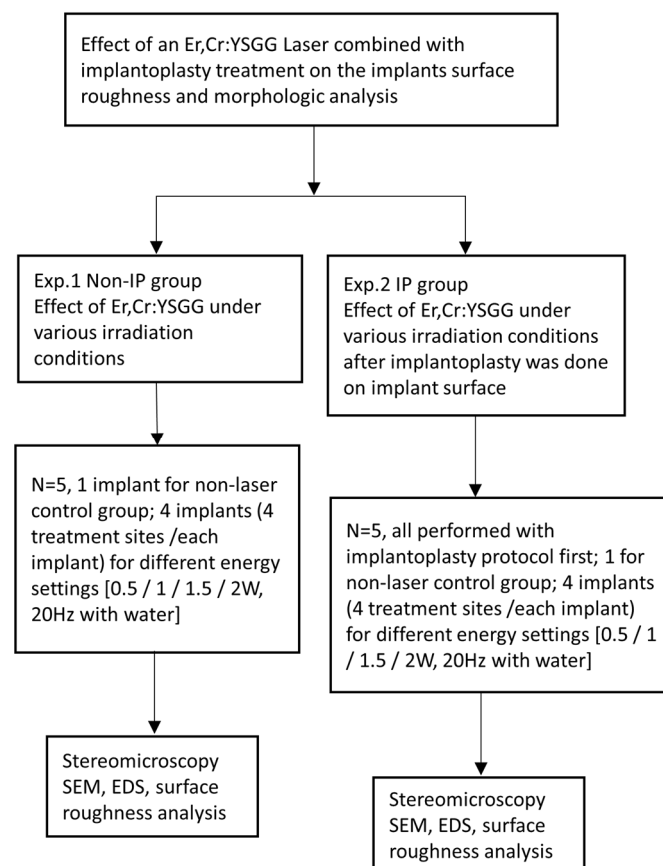 Effect of an Er,Cr:YSGG Laser combined with
implantoplasty treatment on the implants surface
roughness and morphologic analysis
Exp.1 Non-IP group
Effect of Er,Cr:YSGG under
various irradiation
conditions
Exp.2 IP group
Effect of Er,Cr:YSGG under
various irradiation conditions
after implantoplasty was done
on implant surface
N=5, 1 implant for non-laser
control group; 4 implants (4
treatment sites /each
implant) for different energy
settings [0.5 / 1 / 1.5 / 2W,
20Hz with water]
N=5, all performed with
implantoplasty protocol first; 1 for
non-laser control group; 4 implants
(4 treatment sites /each implant)
for different energy settings [0.5 / 1
/ 1.5 / 2W, 20Hz with water]
Stereomicroscopy
SEM, EDS, surface
roughness analysis
Stereomicroscopy
SEM, EDS, surface
roughness analysis